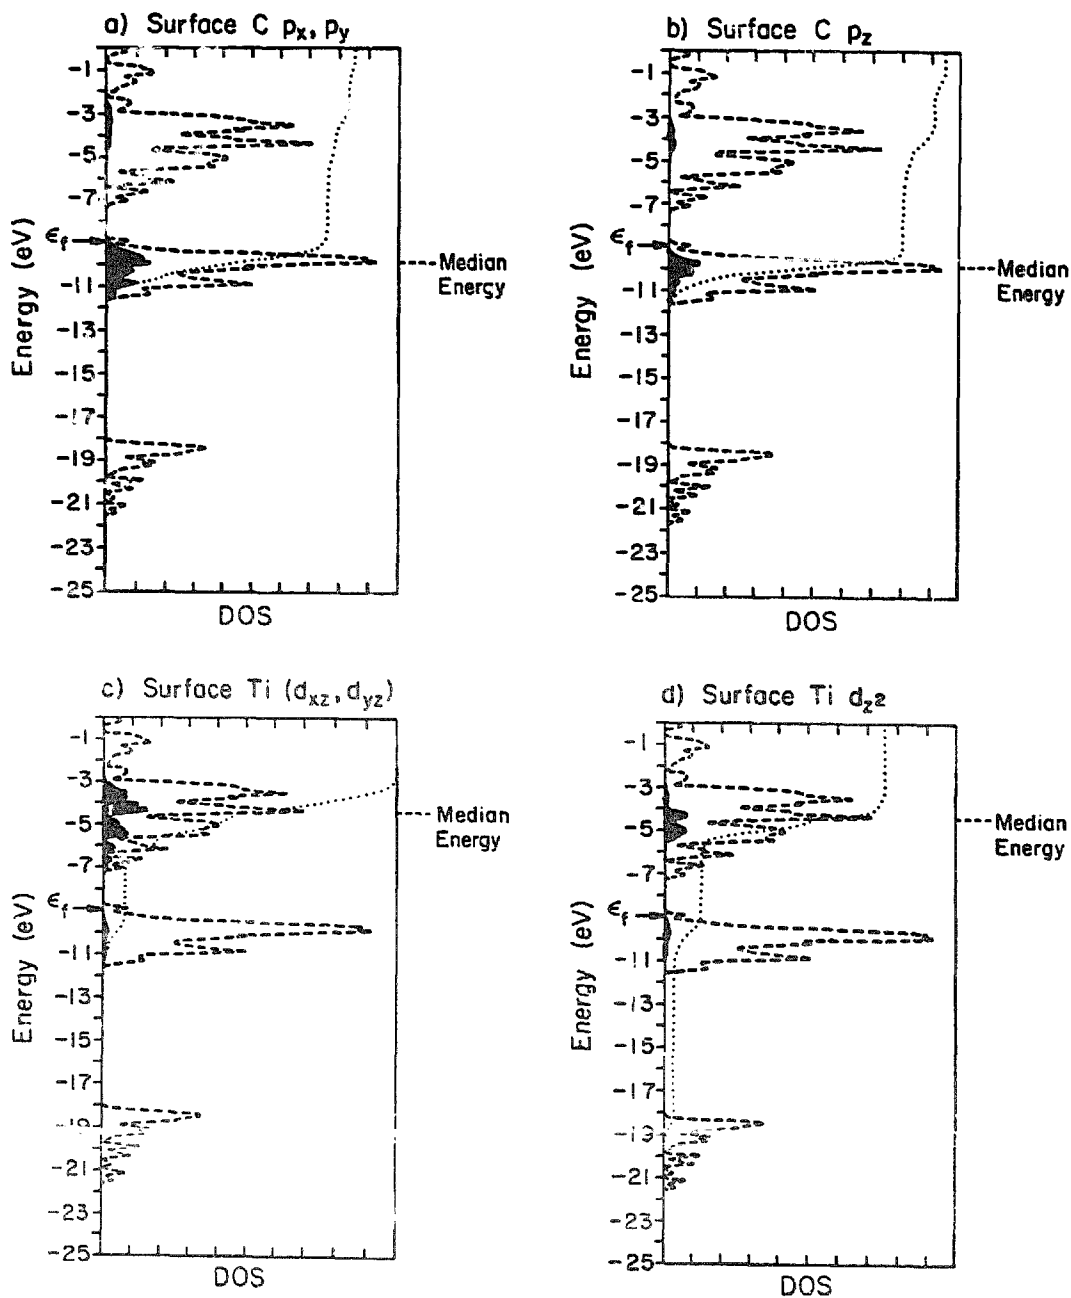 a) Surface C px, py
-1
-3
-5
-7
εf
-11
-13
-15
-17
-19
-21
-23
-25
Energy (eV)
Median
Energy
DOS
b) Surface C pz
-1
-3
-5
-7
εf
-11
-13
-15
-17
-19
-21
-23
-25
Energy (eV)
Median
Energy
DOS
c) Surface Ti (dxz, dyz)
-1
-3
-5
-7
εf
-11
-13
-15
-17
-19
-21
-23
-25
Energy (eV)
Median
Energy
DOS
d) Surface Ti dz2
-1
-3
-5
-7
εf
-11
-13
-15
-17
-19
-21
-23
-25
Energy (eV)
Median
Energy
DOS